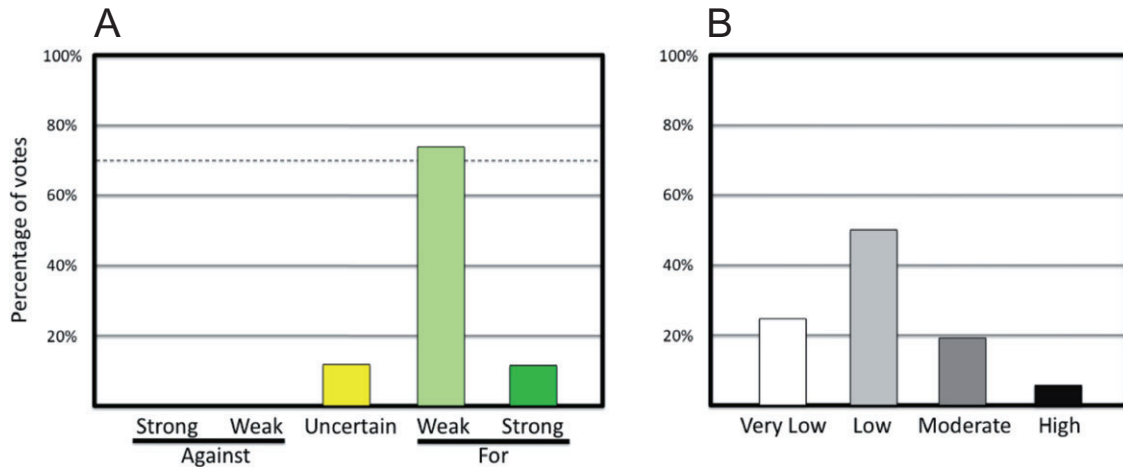 A
Percentage of votes
100%
80%
60%
40%
20%
Strong Weak Uncertain Weak Strong
Against For
B
100%
80%
60%
40%
20%
Very Low Low Moderate High